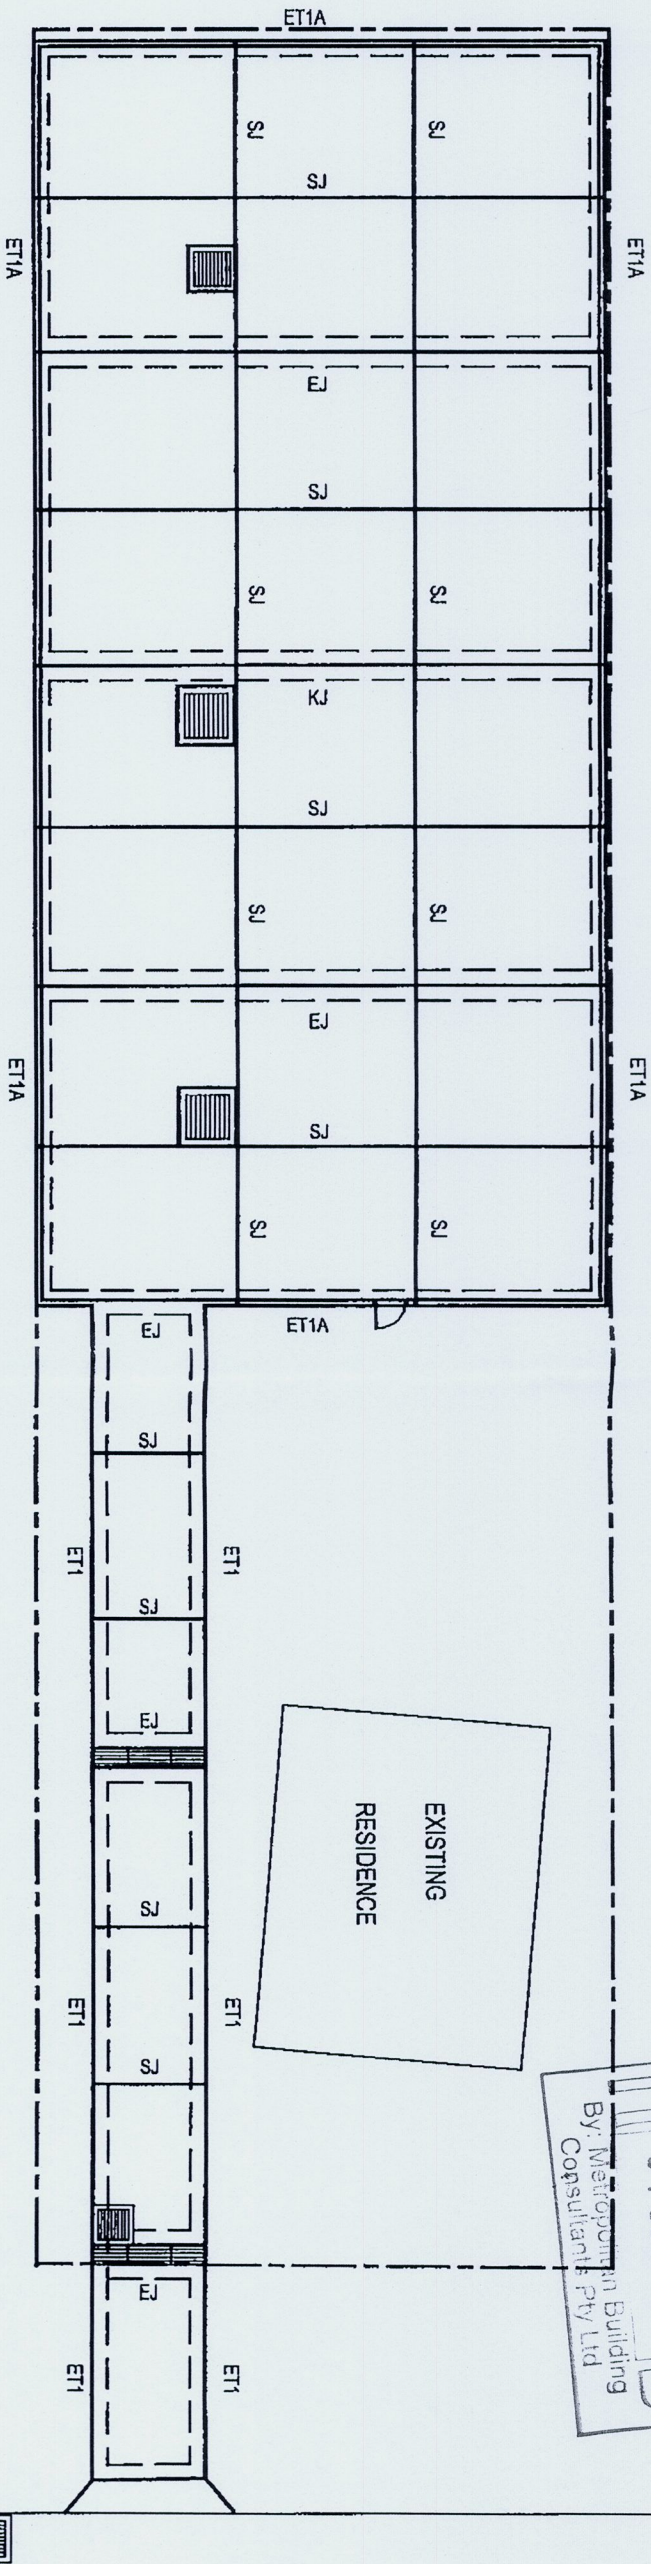 ET1A
SJ
SJ
SJ
ET1A
ET1A
EJ
SJ
SJ
SJ
KJ
SJ
SJ
SJ
EJ
ET1A
ET1A
SJ
SJ
SJ
EJ
ET1A
SJ
ET1
ET1
SJ
EJ
EXISTING
RESIDENCE
SJ
ET1
ET1
SJ
By: Metropolitan Building
Consultants Pty Ltd
EJ
ET1
ET1